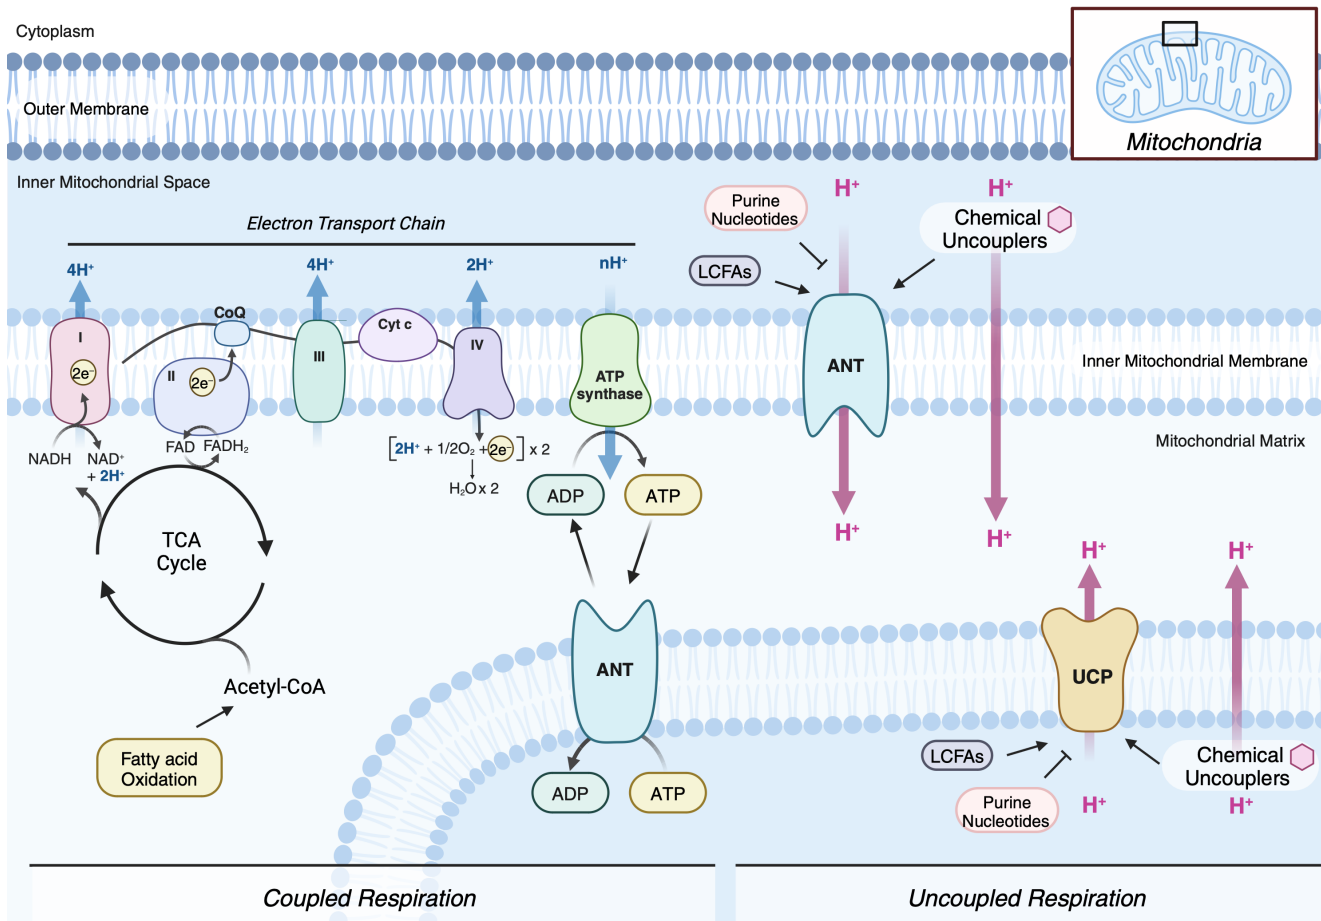 Cytoplasm
Outer Membrane
Mitochondria
Inner Mitochondrial Space
Electron Transport Chain
4H⁺
4H⁺
2H⁺
nH⁺
I
2e⁻
II
2e⁻
CoQ
III
Cyt c
IV
ATP
synthase
NADH
NAD⁺
+ 2H⁺
FAD
FADH₂
[2H⁺ + 1/2O₂ +2e⁻] x 2
H₂O x 2
ADP
ATP
TCA
Cycle
Acetyl-CoA
Fatty acid
Oxidation
ANT
ADP
ATP
Purine
Nucleotides
LCFAs
H⁺
H⁺
Chemical
Uncouplers
ANT
Inner Mitochondrial Membrane
Mitochondrial Matrix
H⁺
H⁺
H⁺
H⁺
UCP
LCFAs
Purine
Nucleotides
Chemical
Uncouplers
H⁺
H⁺
Coupled Respiration
Uncoupled Respiration